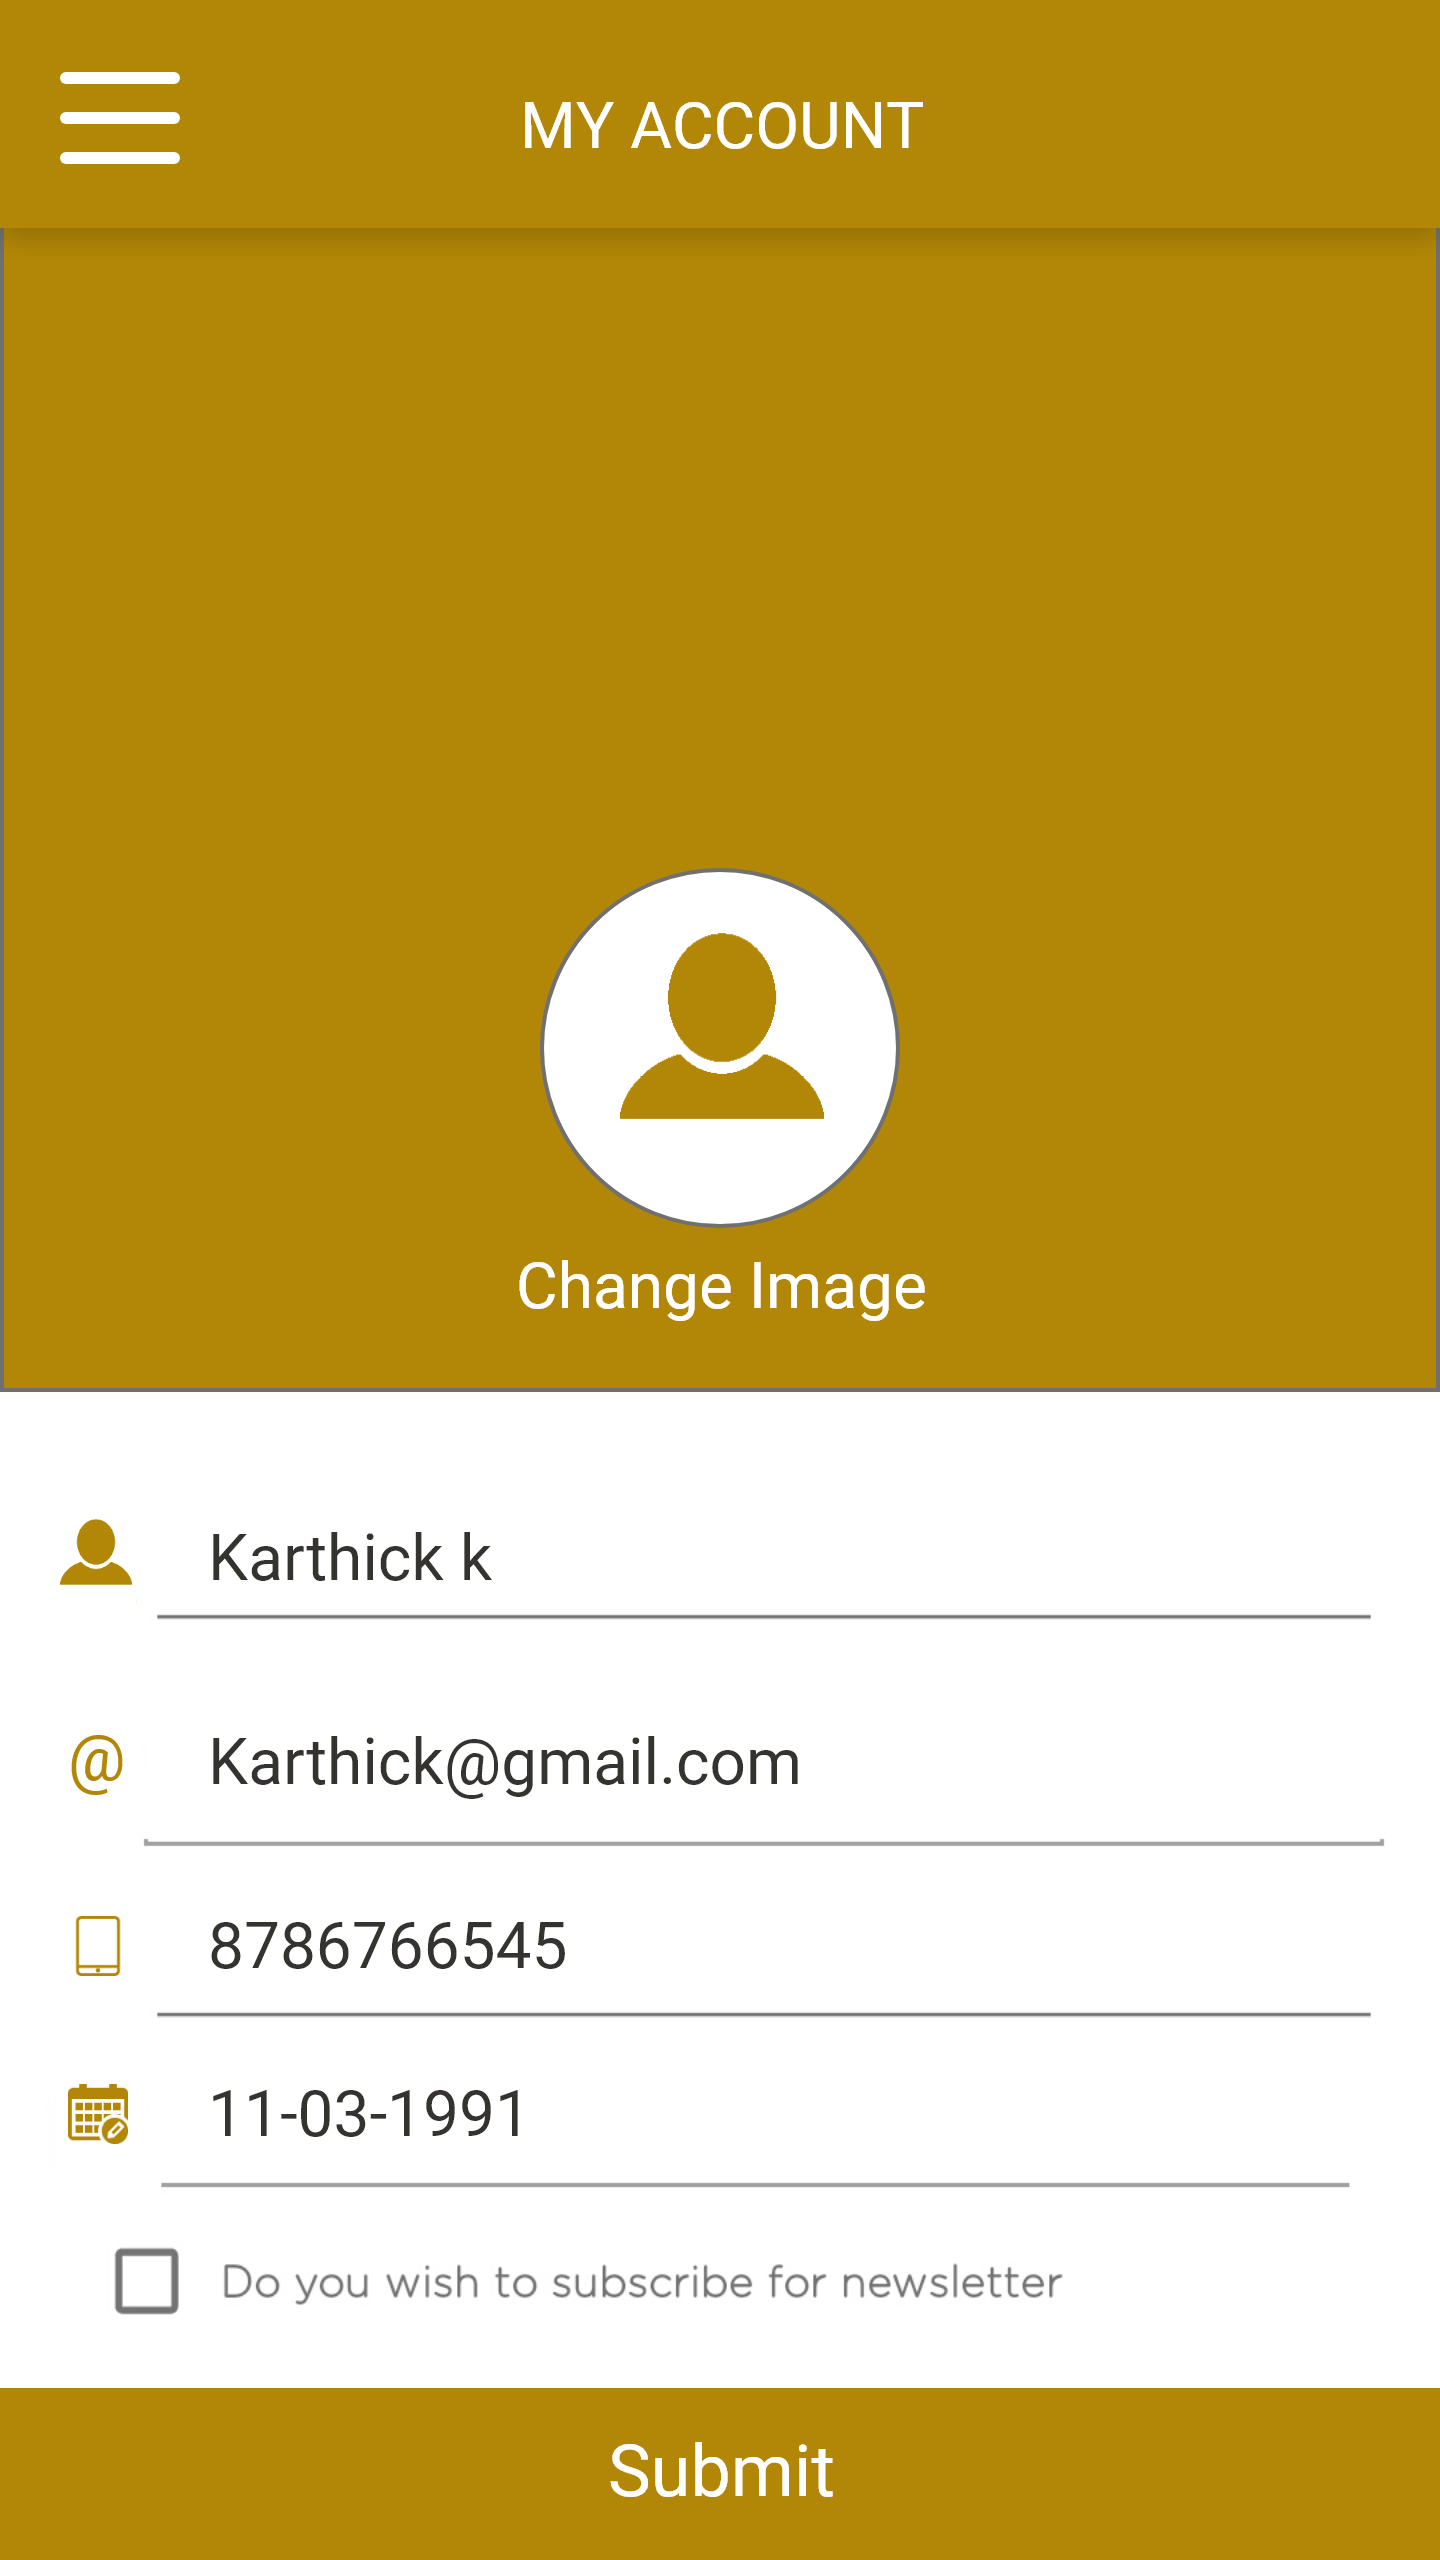 MY ACCOUNT
Change Image
Karthick k
@ Karthick@gmail.com
8786766545
11-03-1991
Do you wish to subscribe for newsletter
Submit